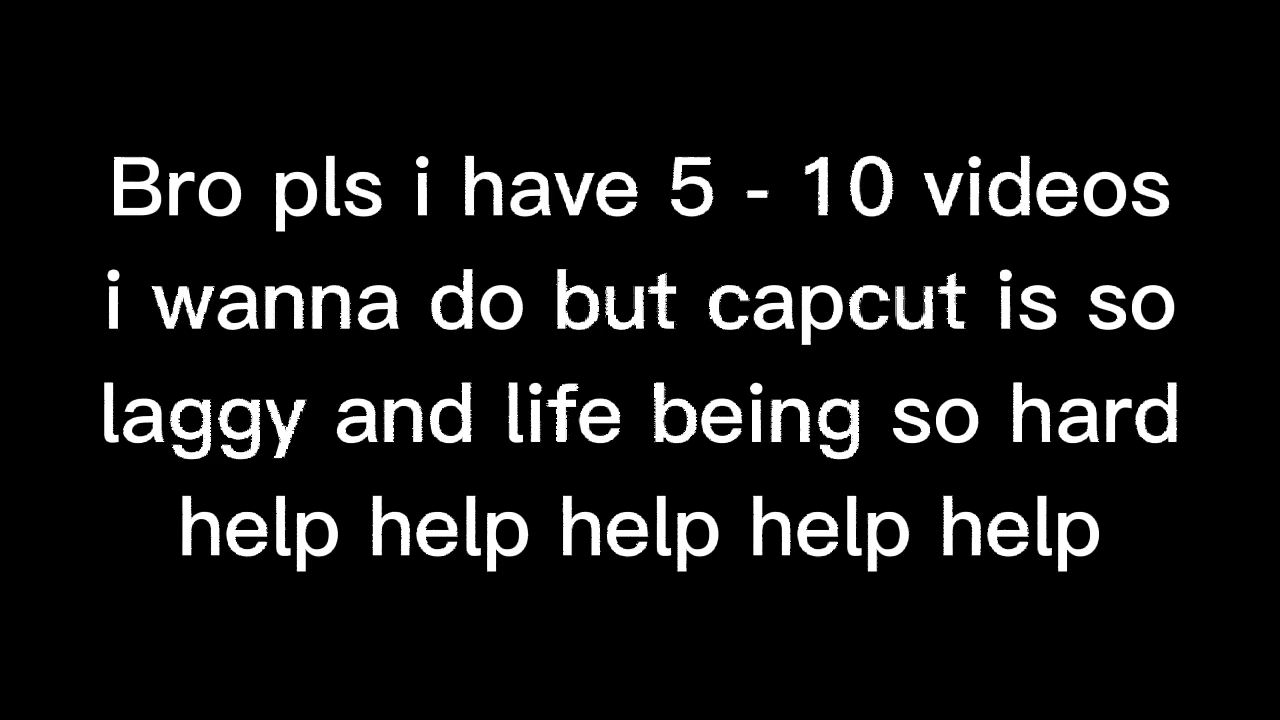 Bro pls i have 5 - 10 videos
i wanna do but capcut is so
laggy and life being so hard
help help help help help